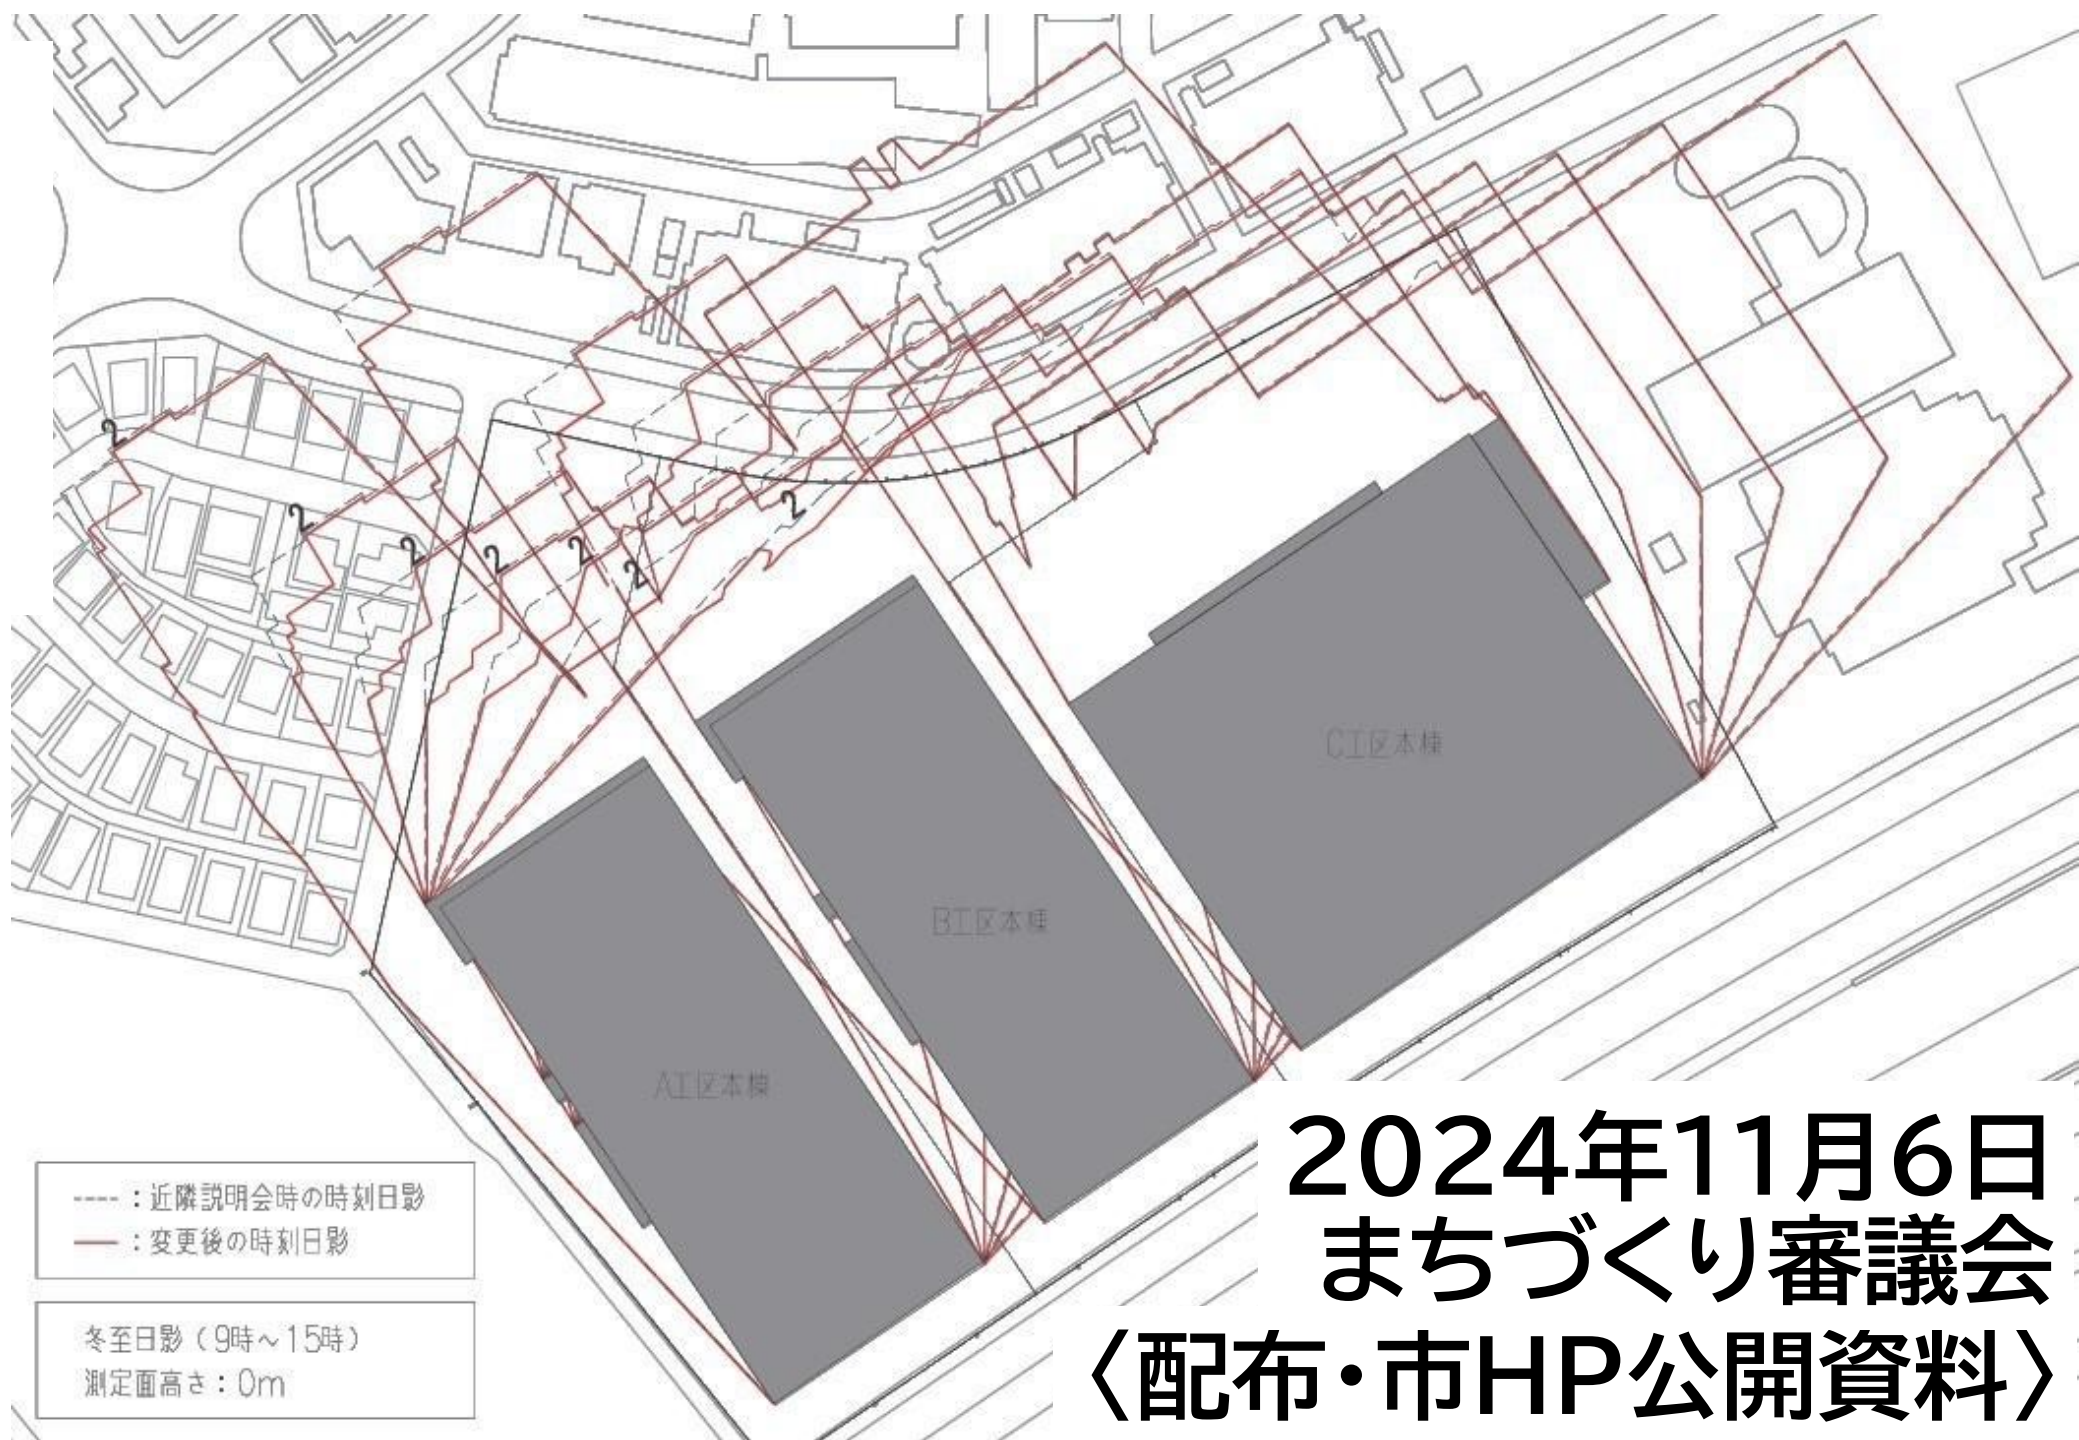 2
2
2
2
2
2
2
C工区本棟
B工区本棟
A工区本棟
----：近隣説明会時の時刻日影
——：変更後の時刻日影
冬至日影（9時～15時）
測定面高さ：0m
2024年11月6日
まちづくり審議会
〈配布・市HP公開資料〉